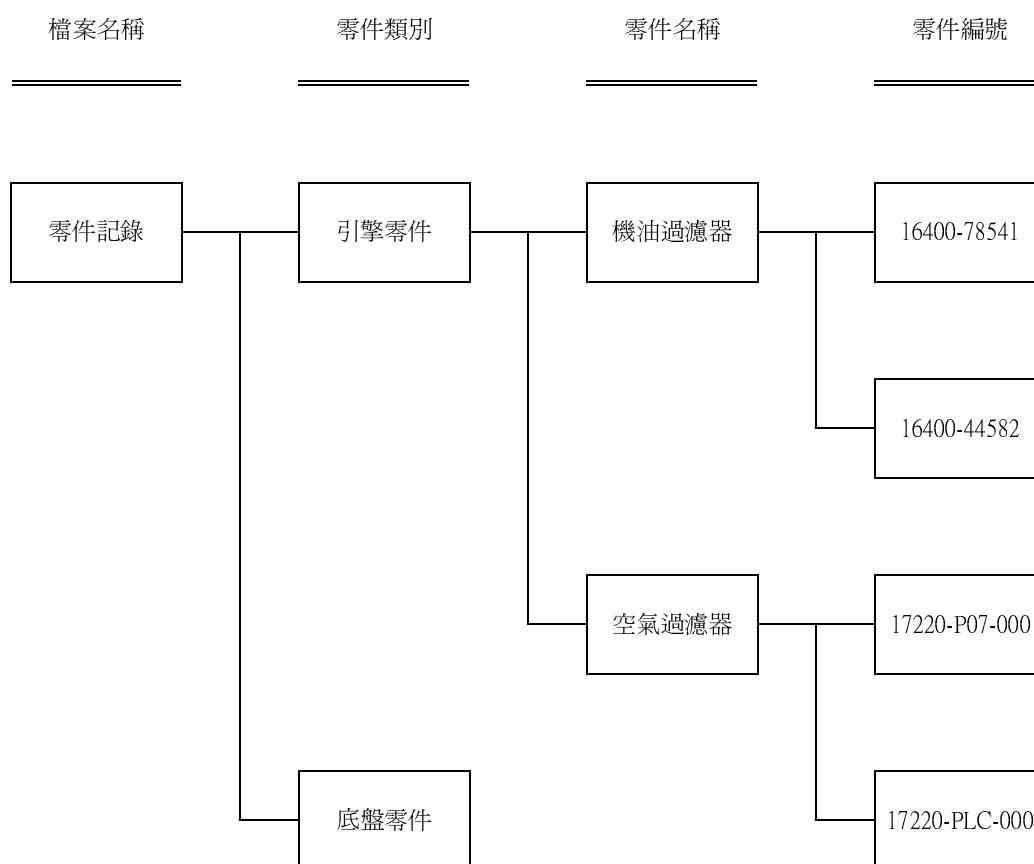 檔案名稱
零件類別
零件名稱
零件編號
零件記錄
引擎零件
機油過濾器
16400-78541
16400-44582
空氣過濾器
17220-P07-000
底盤零件
17220-PLC-000